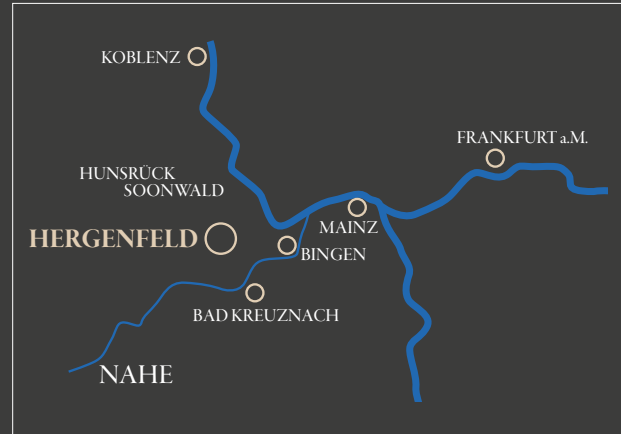 KOBLENZ
FRANKFURT a.M.
HUNSRÜCK
SOONWALD
MAINZ
HERGENFELD
BINGEN
BAD KREUZNACH
NAHE